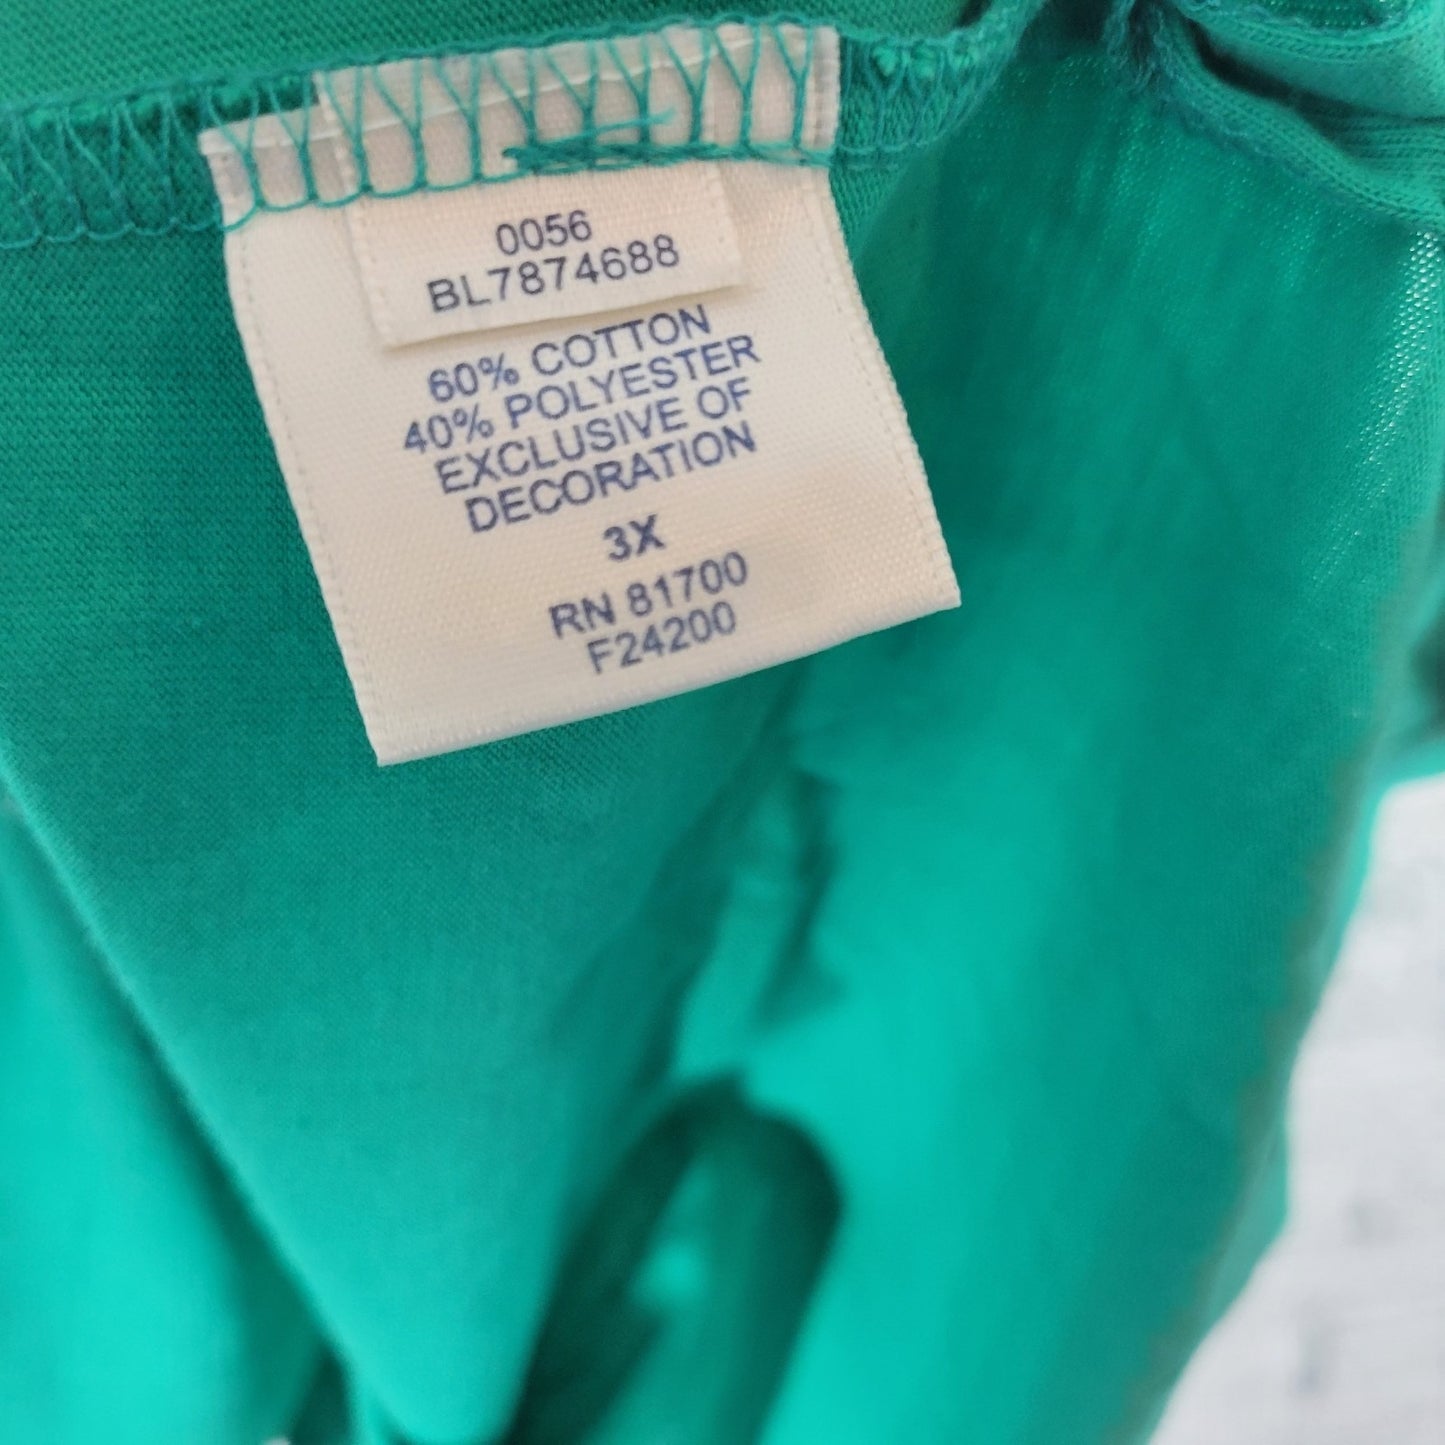 0056
BL7874688
60% COTTON
40% POLYESTER
EXCLUSIVE OF
DECORATION
3X
RN 81700
F24200